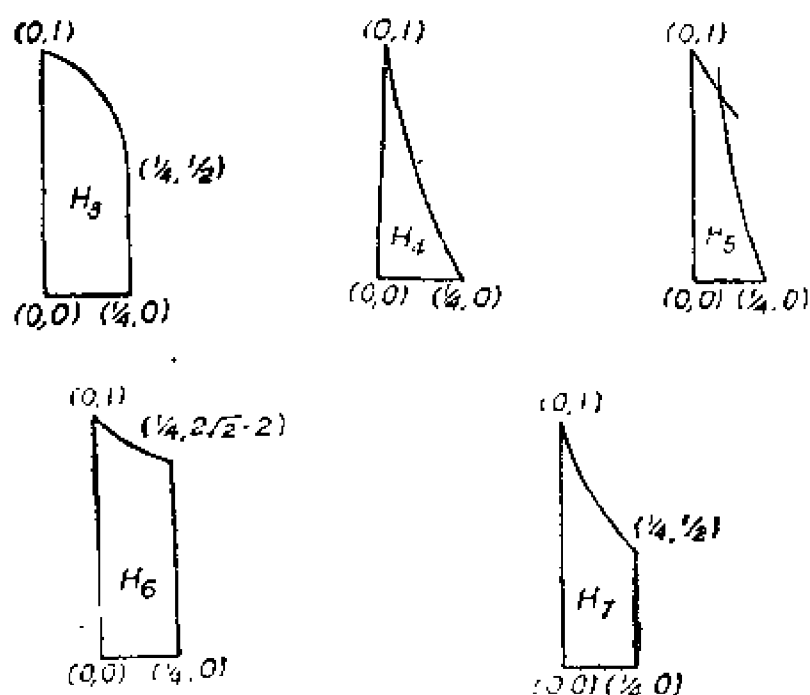 (0,1) (0,1) (0,1)
(¼, ½)
H₃ H₄ H₅
(0,0) (¼,0) (0,0) (¼,0) (0,0) (¼,0)
(0,1) (0,1)
(¼, 2√2-2)
(¼, ½)
H₆ H₇
(0,0) (¼,0) (0,0) (¼,0)